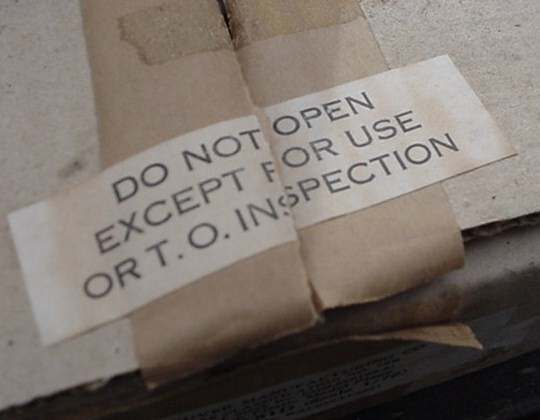 DO NOT OPEN
EXCEPT FOR USE
OR T. O. INSPECTION